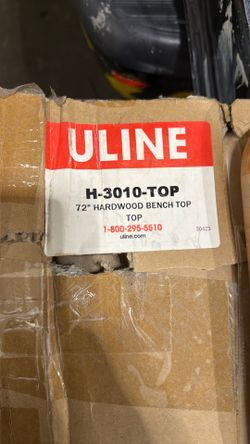 ULINE
H-3010-TOP
72" HARDWOOD BENCH TOP
TOP
1-800-295-5510
uline.com